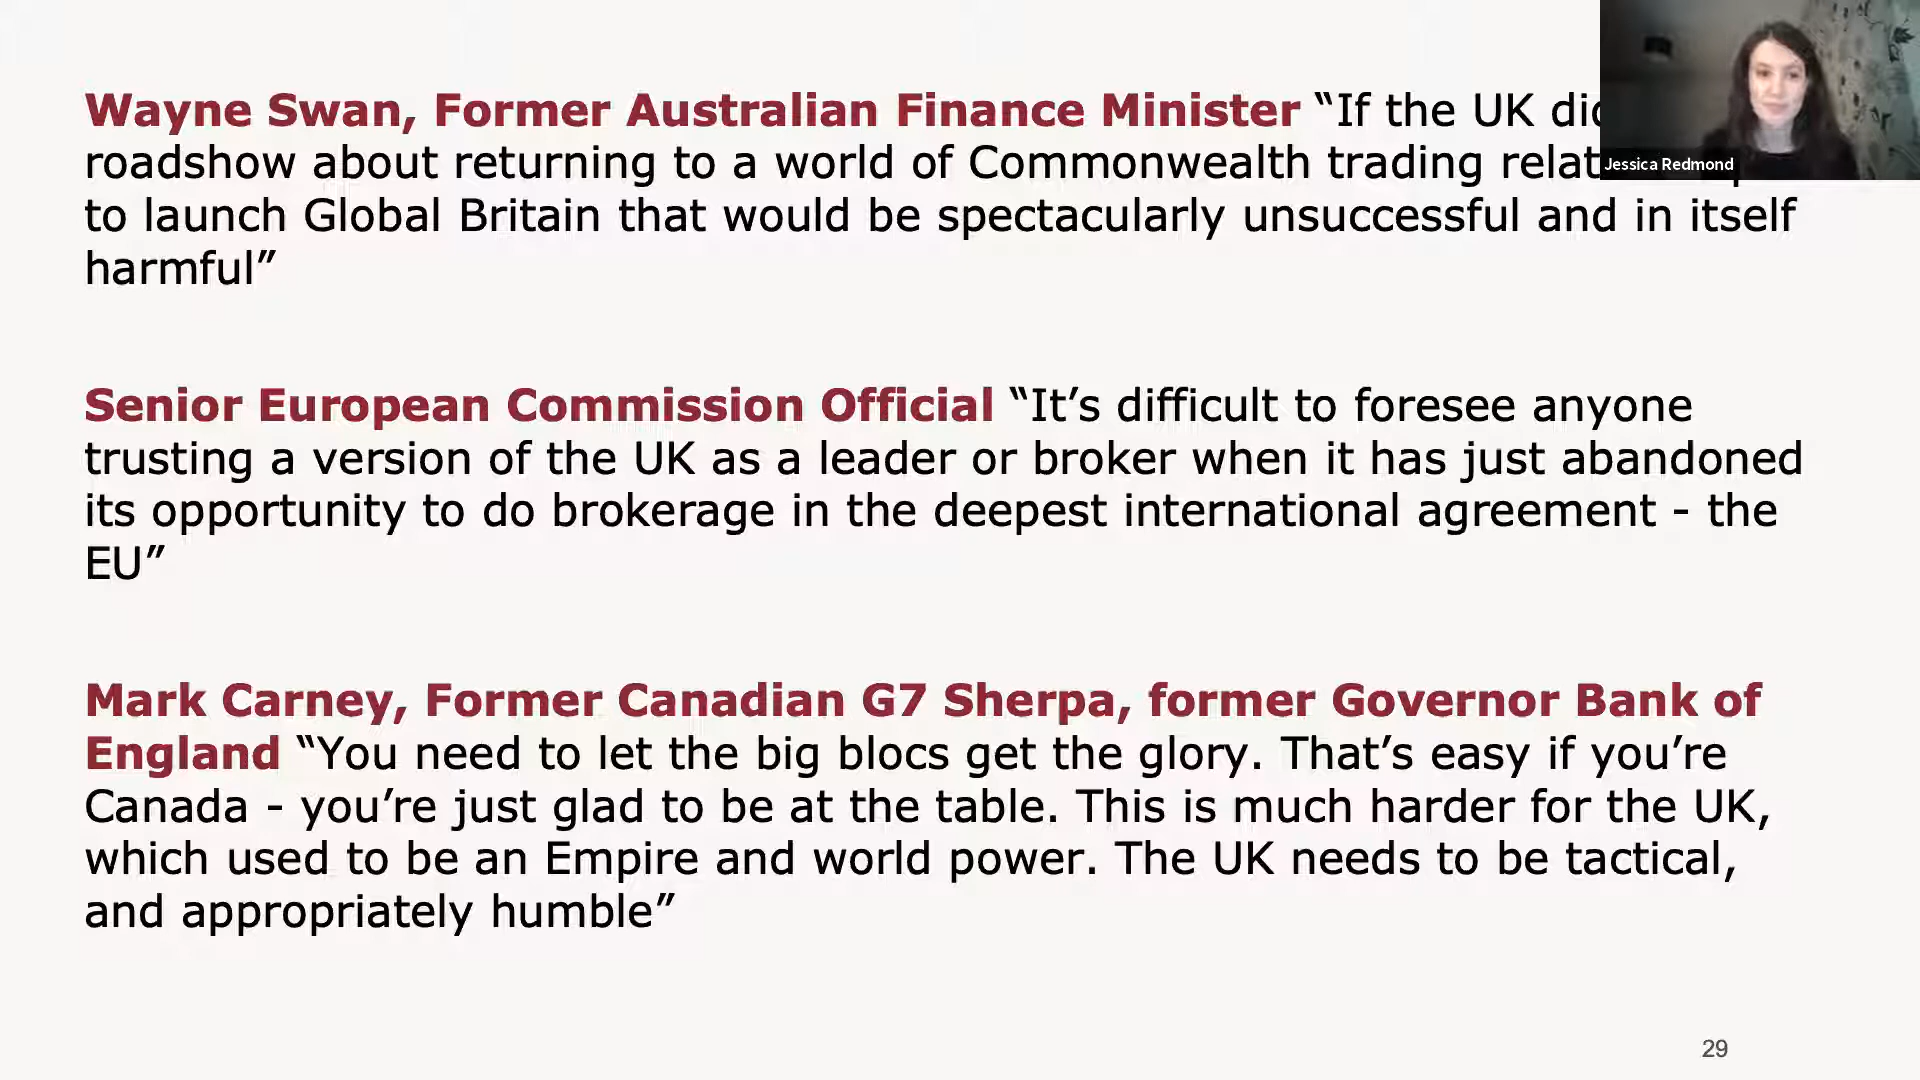 Wayne Swan, Former Australian Finance Minister “If the UK
roadshow about returning to a world of Commonwealth trading
Jessica Redmond
to launch Global Britain that would be spectacularly unsuccessful and in itself
harmful”
Senior European Commission Official “It’s difficult to foresee anyone
trusting a version of the UK as a leader or broker when it has just abandoned
its opportunity to do brokerage in the deepest international agreement - the
EU”
Mark Carney, Former Canadian G7 Sherpa, former Governor Bank of
England “You need to let the big blocs get the glory. That’s easy if you’re
Canada - you’re just glad to be at the table. This is much harder for the UK,
which used to be an Empire and world power. The UK needs to be tactical,
and appropriately humble”
29